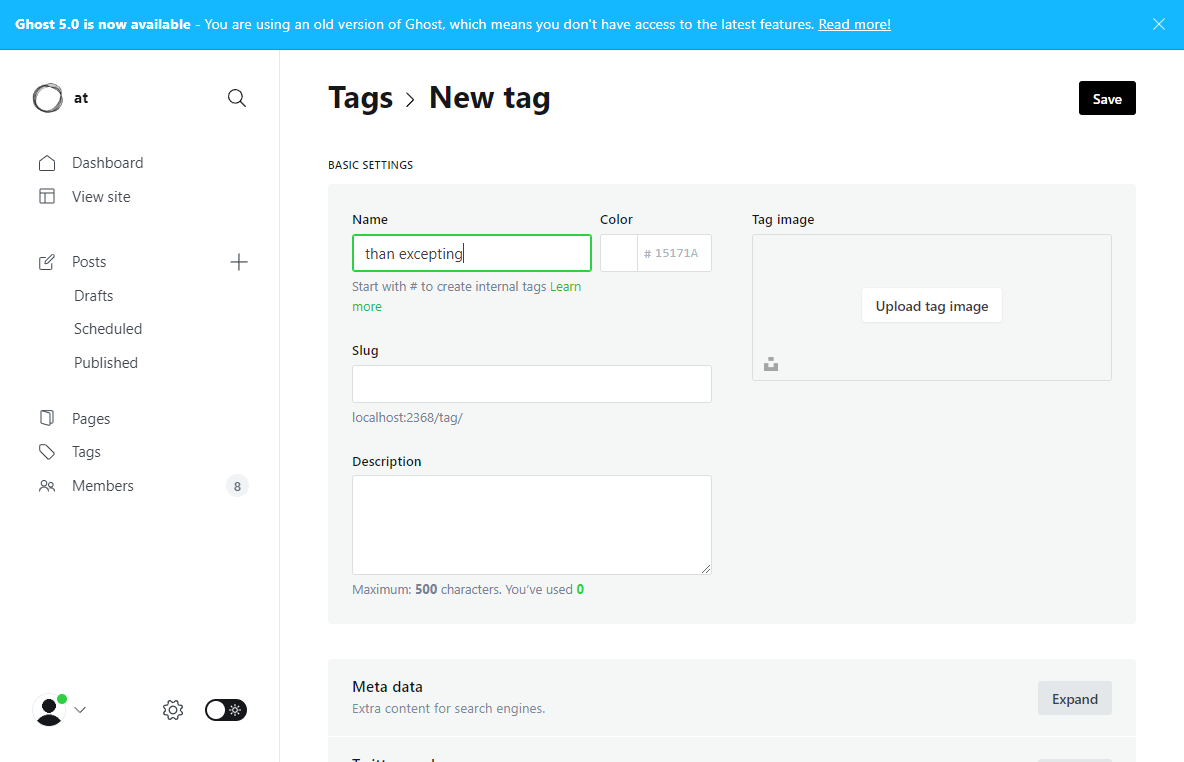 Ghost 5.0 is now available - You are using an old version of Ghost, which means you don't have access to the latest features. Read more!
at
Dashboard
View site
Posts
Drafts
Scheduled
Published
Pages
Tags
Members
8
Tags > New tag
Save
BASIC SETTINGS
Name
than excepting
Start with # to create internal tags Learn
more
Color
# 15171A
Slug
localhost:2368/tag/
Description
Maximum: 500 characters. You've used 0
Tag image
Upload tag image
Meta data
Extra content for search engines.
Expand